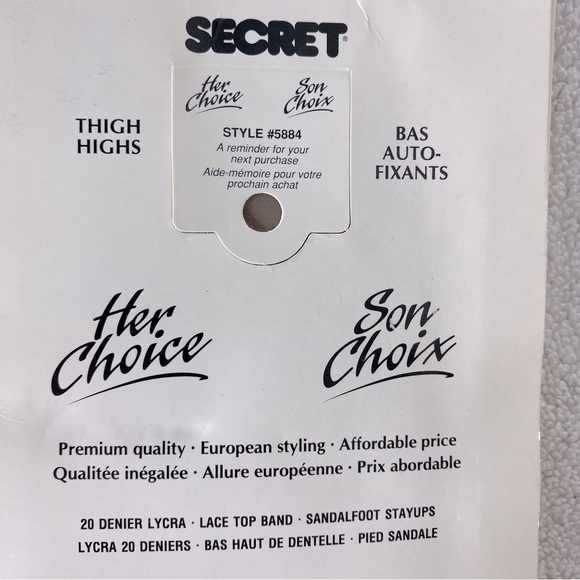 SECRET®
Her Choice
Son Choix
STYLE #5884
A reminder for your
next purchase
Aide-mémoire pour votre
prochain achat
THIGH
HIGHS
BAS
AUTO-
FIXANTS
Her
Choice
Son
Choix
Premium quality · European styling · Affordable price
Qualitée inégalée · Allure européenne · Prix abordable
20 DENIER LYCRA · LACE TOP BAND · SANDALFOOT STAYUPS
LYCRA 20 DENIERS · BAS HAUT DE DENTELLE · PIED SANDALE